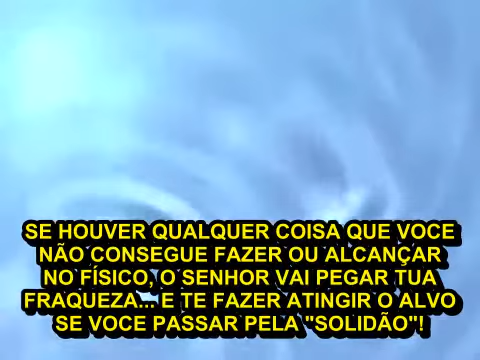 SE HOUVER QUALQUER COISA QUE VOCE
NÃO CONSEGUE FAZER OU ALCANÇAR
NO FÍSICO, O SENHOR VAI PEGAR TUA
FRAQUEZA... E TE FAZER ATINGIR O ALVO
SE VOCE PASSAR PELA "SOLIDÃO"!